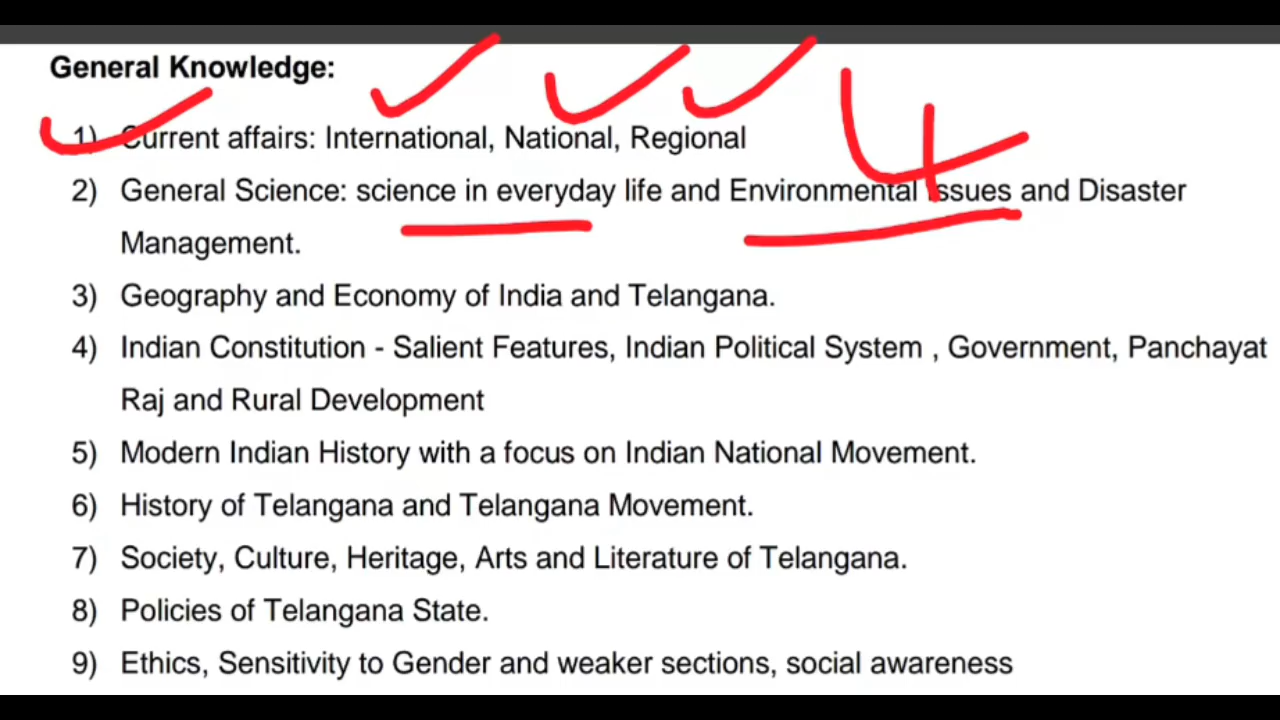 General Knowledge:
1) Current affairs: International, National, Regional
4
2) General Science: science in everyday life and Environmental Issues and Disaster
Management.
3) Geography and Economy of India and Telangana.
4) Indian Constitution - Salient Features, Indian Political System , Government, Panchayat
Raj and Rural Development
5) Modern Indian History with a focus on Indian National Movement.
6) History of Telangana and Telangana Movement.
7) Society, Culture, Heritage, Arts and Literature of Telangana.
8) Policies of Telangana State.
9) Ethics, Sensitivity to Gender and weaker sections, social awareness